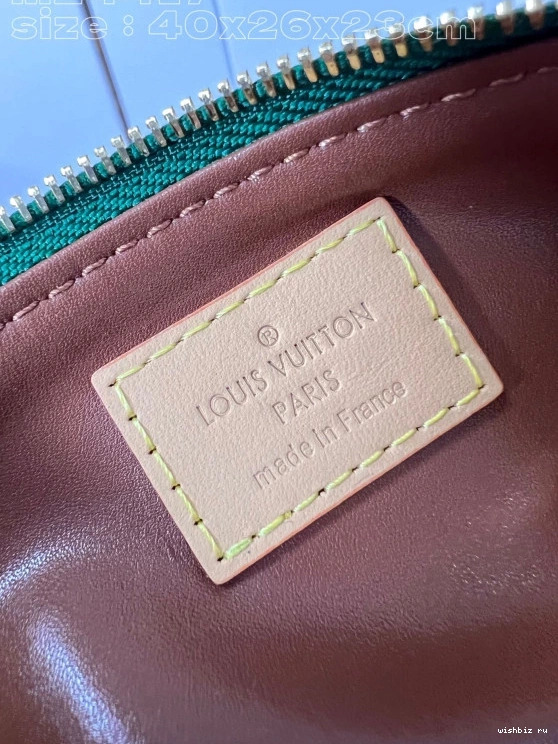 size : 40x26x23cm
®
LOUIS VUITTON
PARIS
made in France
wishbiz ru